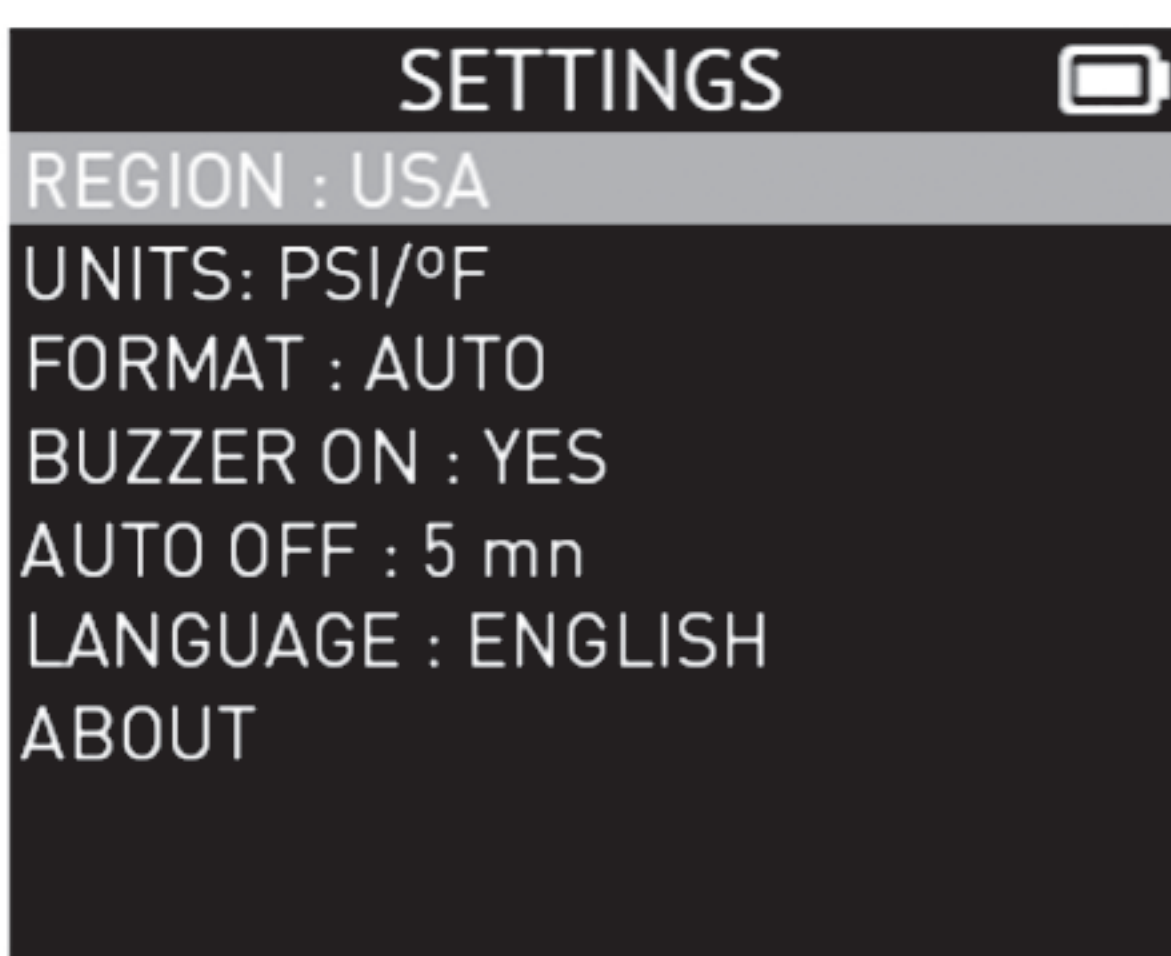 SETTINGS
REGION : USA
UNITS: PSI/ºF
FORMAT : AUTO
BUZZER ON : YES
AUTO OFF : 5 mn
LANGUAGE : ENGLISH
ABOUT